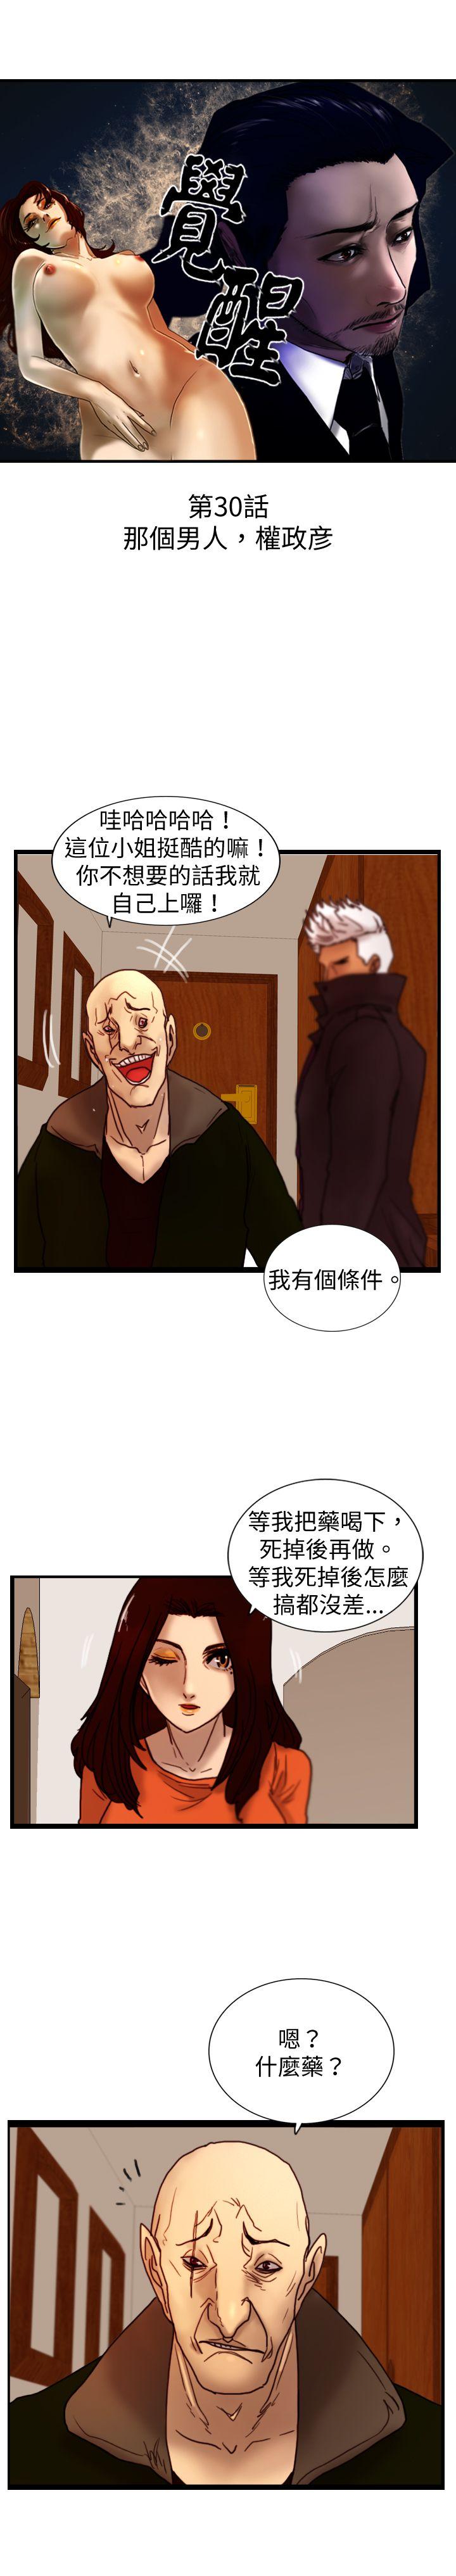 覺醒
第30話
那個男人，權政彦
哇哈哈哈哈！
這位小姐挺酷的嘛！
你不想要的話我就
自己上囉！
我有個條件。
等我把藥喝下，
死掉後再做。
等我死掉後怎麼
搞都沒差...
嗯？
什麼藥？